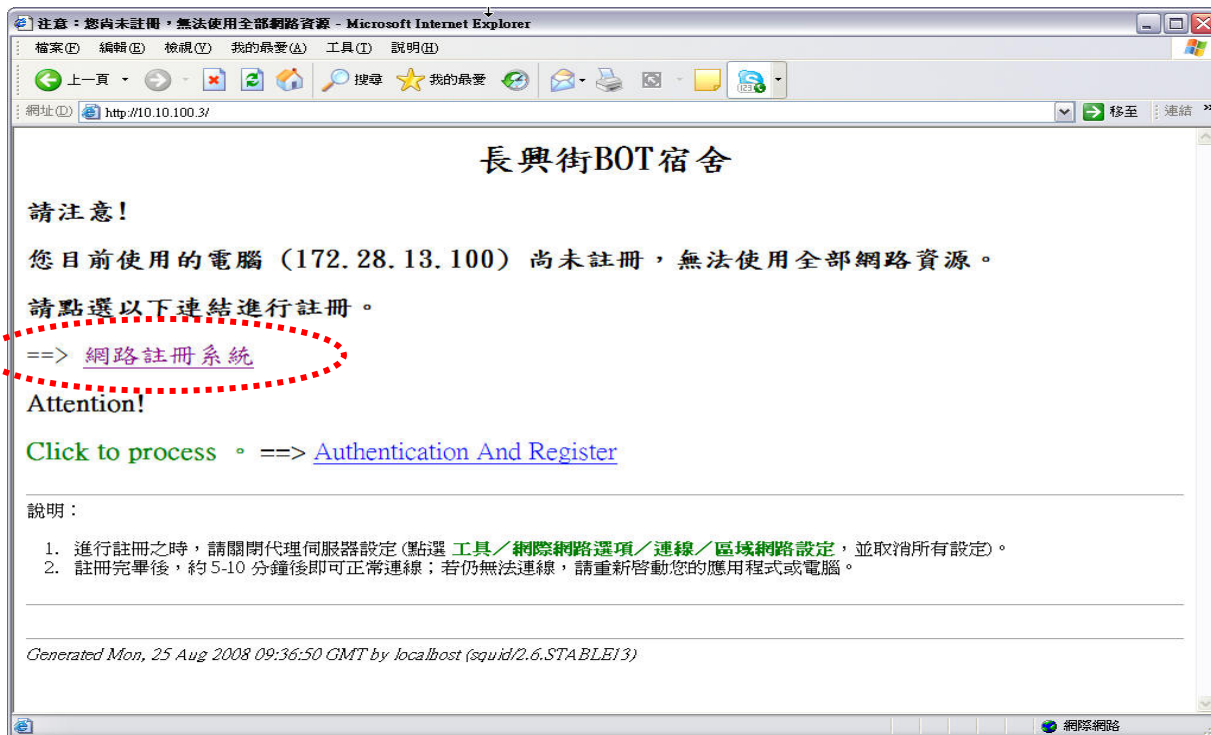 注意：您尚未註冊，無法使用全部網路資源 - Microsoft Internet Explorer
檔案(F) 編輯(E) 檢視(V) 我的最愛(A) 工具(T) 說明(H)
上一頁 搜尋 我的最愛
網址(D) http://10.10.100.3/ 移至 連結 »
長興街BOT宿舍
請注意!
您目前使用的電腦 (172.28.13.100) 尚未註冊，無法使用全部網路資源。
請點選以下連結進行註冊。
==> 網路註冊系統
Attention!
Click to process 。 ==> Authentication And Register
說明：
1. 進行註冊之時，請關閉代理伺服器設定 (點選 工具／網際網路選項／連線／區域網路設定，並取消所有設定)。
2. 註冊完畢後，約 5-10 分鐘後即可正常連線；若仍無法連線，請重新啓動您的應用程式或電腦。
Generated Mon, 25 Aug 2008 09:36:50 GMT by localhost (squid/2.6.STABLE13)
網際網路